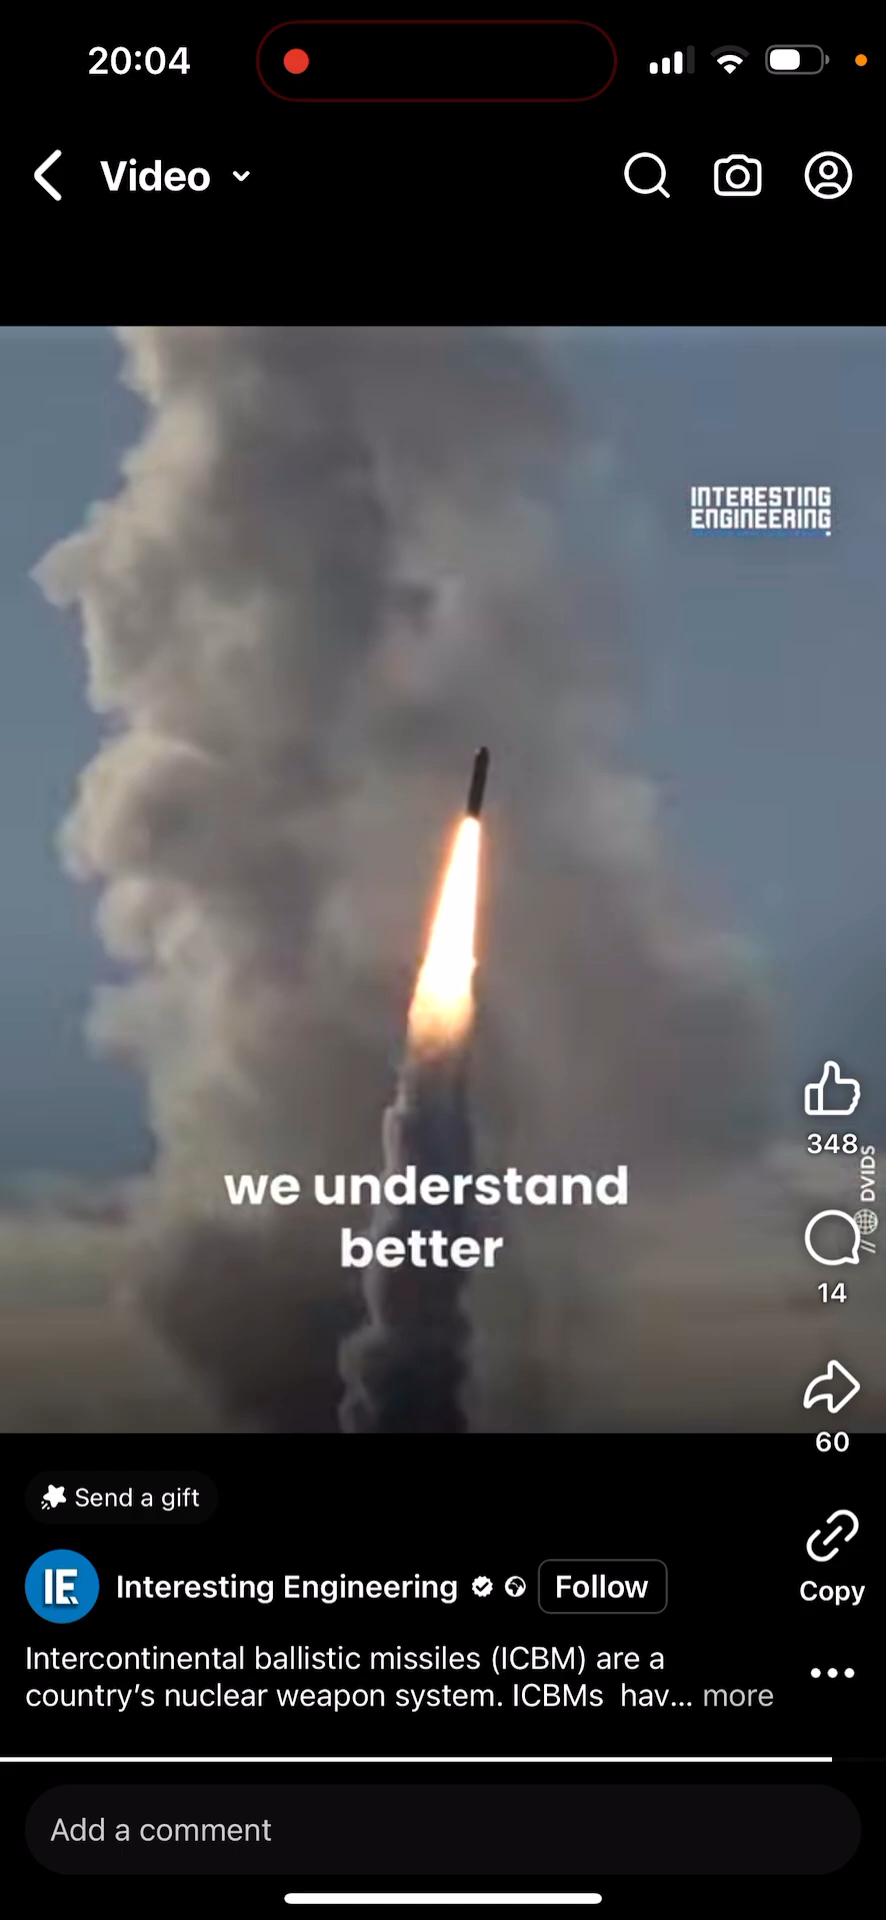 20:04
Video
INTERESTING
ENGINEERING
we understand
better
348
// DVIDS
14
60
Send a gift
IE
Interesting Engineering
Follow
Copy
Intercontinental ballistic missiles (ICBM) are a
country's nuclear weapon system. ICBMs hav... more
Add a comment